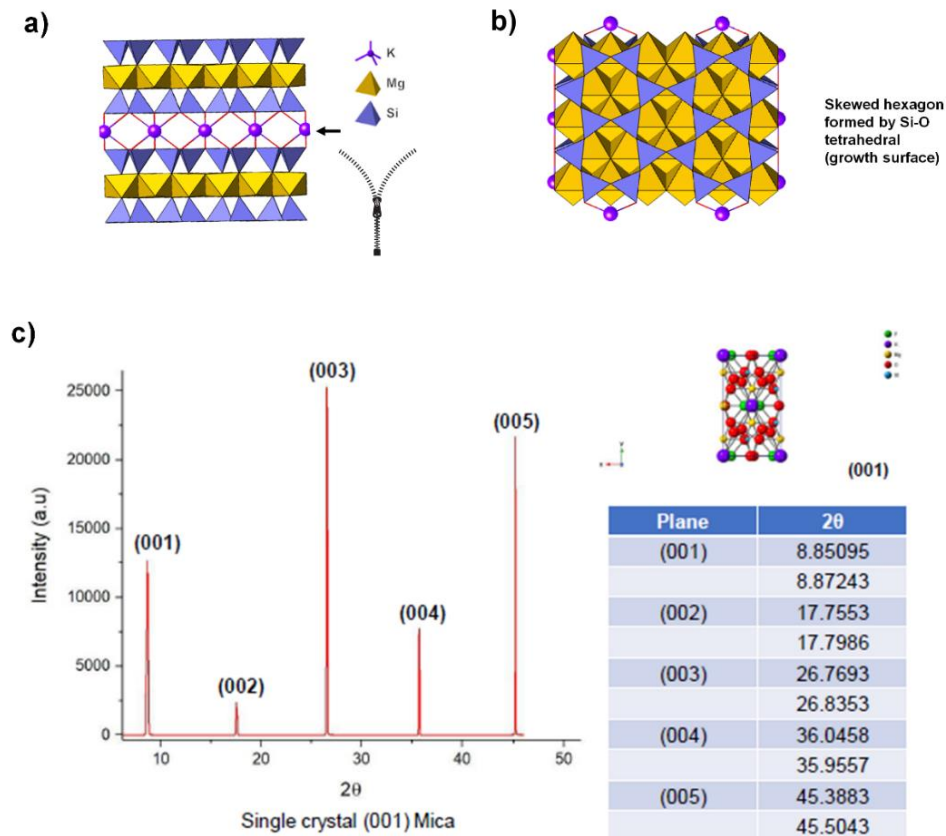 a)
K
Mg
Si
b)
Skewed hexagon
formed by Si-O
tetrahedral
(growth surface)
c)
Intensity (a.u)
25000
20000
15000
10000
5000
0
(001)
(002)
(003)
(004)
(005)
10 20 30 40 50
2θ
Single crystal (001) Mica
(001)
Plane 2θ
(001) 8.85095
8.87243
(002) 17.7553
17.7986
(003) 26.7693
26.8353
(004) 36.0458
35.9557
(005) 45.3883
45.5043